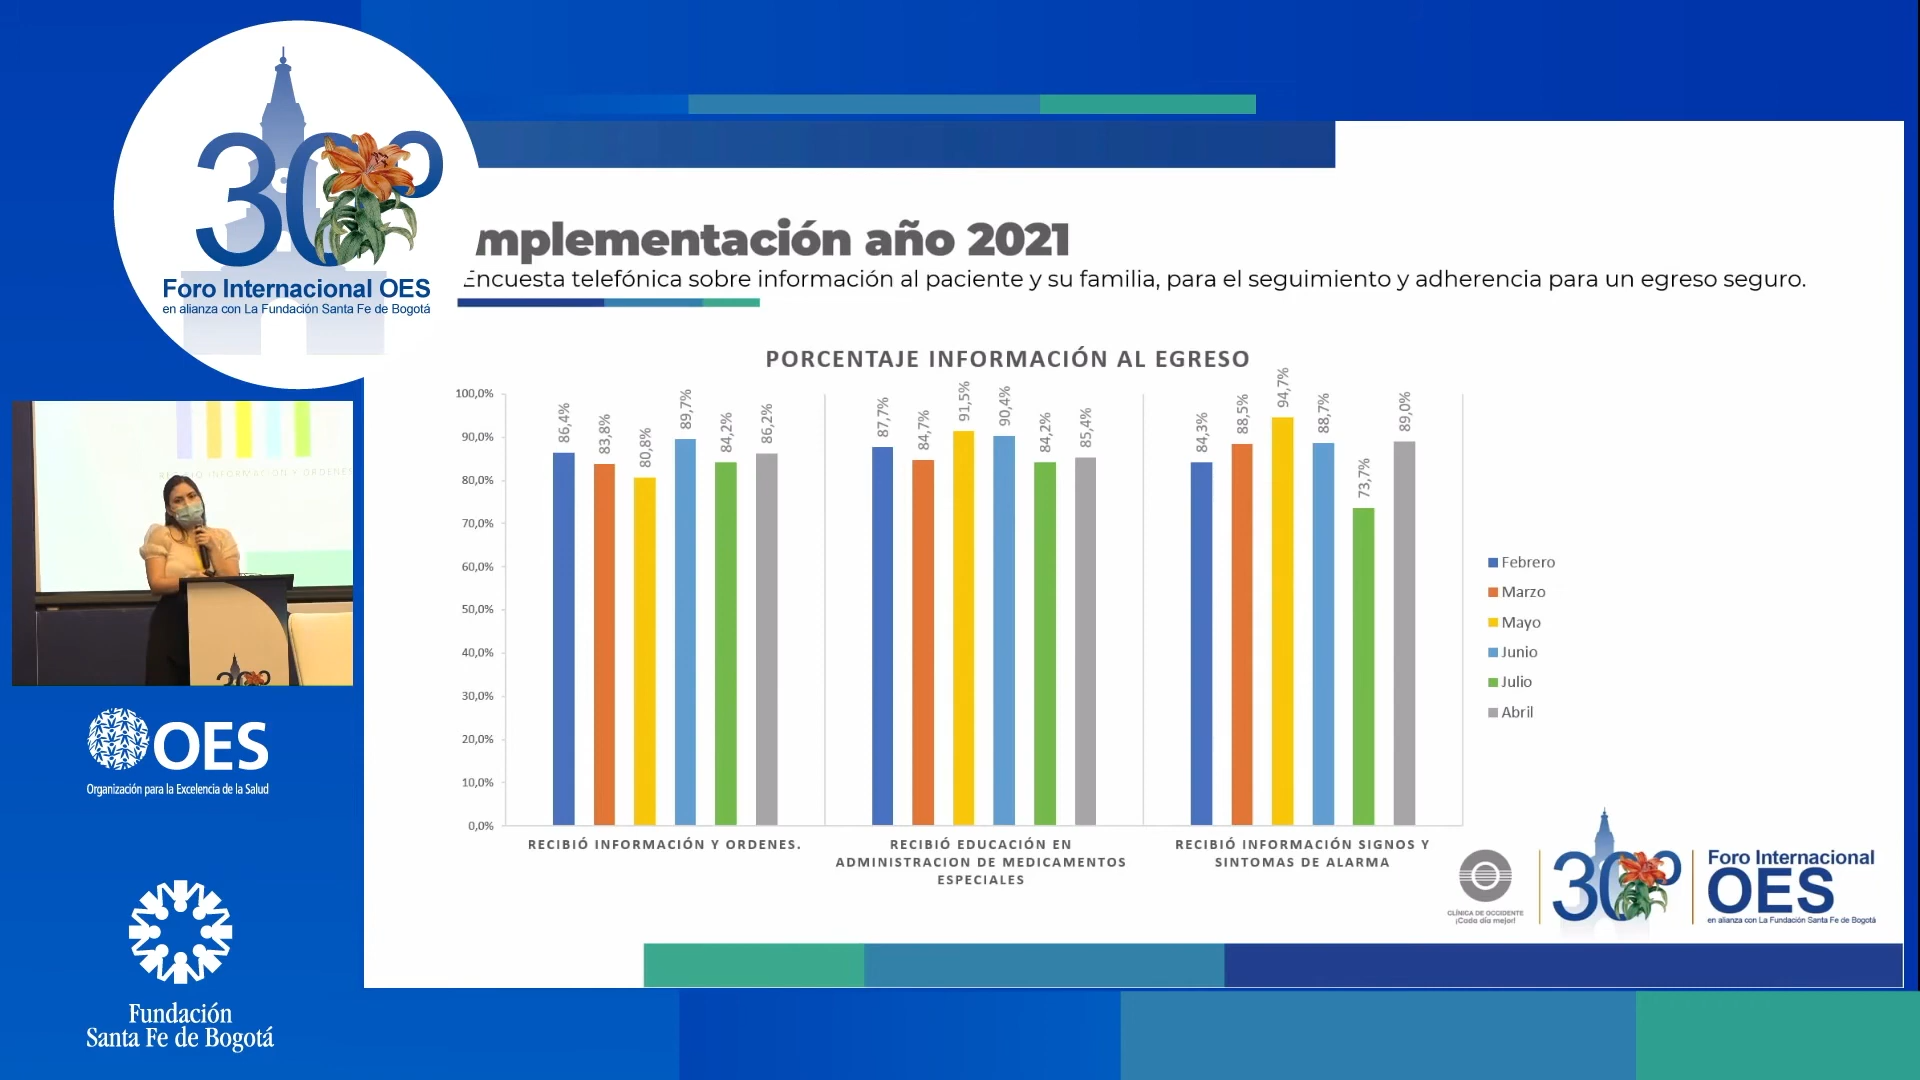 30º
Foro Internacional OES
en alianza con La Fundación Santa Fe de Bogotá
mplementación año 2021
Encuesta telefónica sobre información al paciente y su familia, para el seguimiento y adherencia para un egreso seguro.
PORCENTAJE INFORMACIÓN AL EGRESO
100,0%
90,0%
80,0%
70,0%
60,0%
50,0%
40,0%
30,0%
20,0%
10,0%
0,0%
86,4%
83,8%
80,8%
89,7%
84,2%
86,2%
87,7%
84,7%
91,5%
90,4%
84,2%
85,4%
84,3%
88,5%
94,7%
88,7%
73,7%
89,0%
RECIBIÓ INFORMACIÓN Y ORDENES.
RECIBIÓ EDUCACIÓN EN
ADMINISTRACION DE MEDICAMENTOS
ESPECIALES
RECIBIÓ INFORMACIÓN SIGNOS Y
SINTOMAS DE ALARMA
Febrero
Marzo
Mayo
Junio
Julio
Abril
RECIBIÓ INFORMACIÓN Y ORDENES
30º
OES
Organización para la Excelencia de la Salud
Fundación
Santa Fe de Bogotá
CLÍNICA DE OCCIDENTE
¡Cada día mejor!
30º
Foro Internacional
OES
en alianza con La Fundación Santa Fe de Bogotá